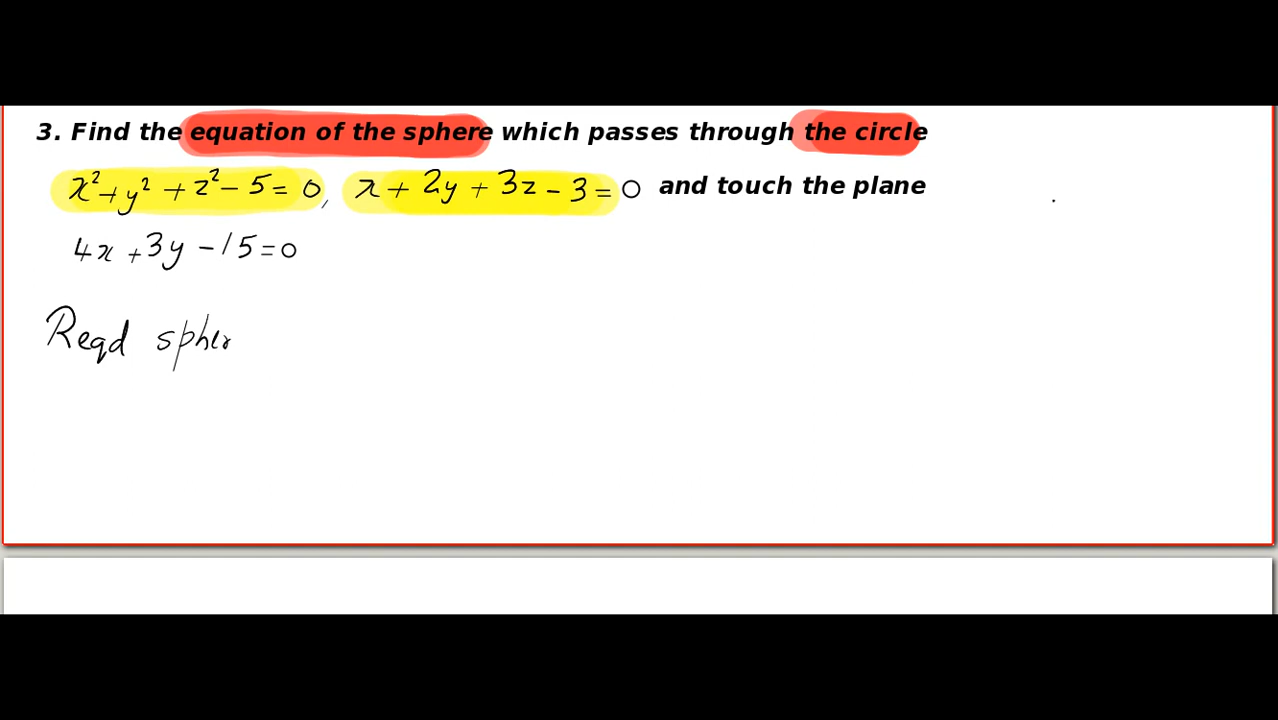 3. Find the equation of the sphere which passes through the circle
x² + y² + z² - 5 = 0, x + 2y + 3z - 3 = 0 and touch the plane
4x + 3y - 15 = 0
Reqd spher